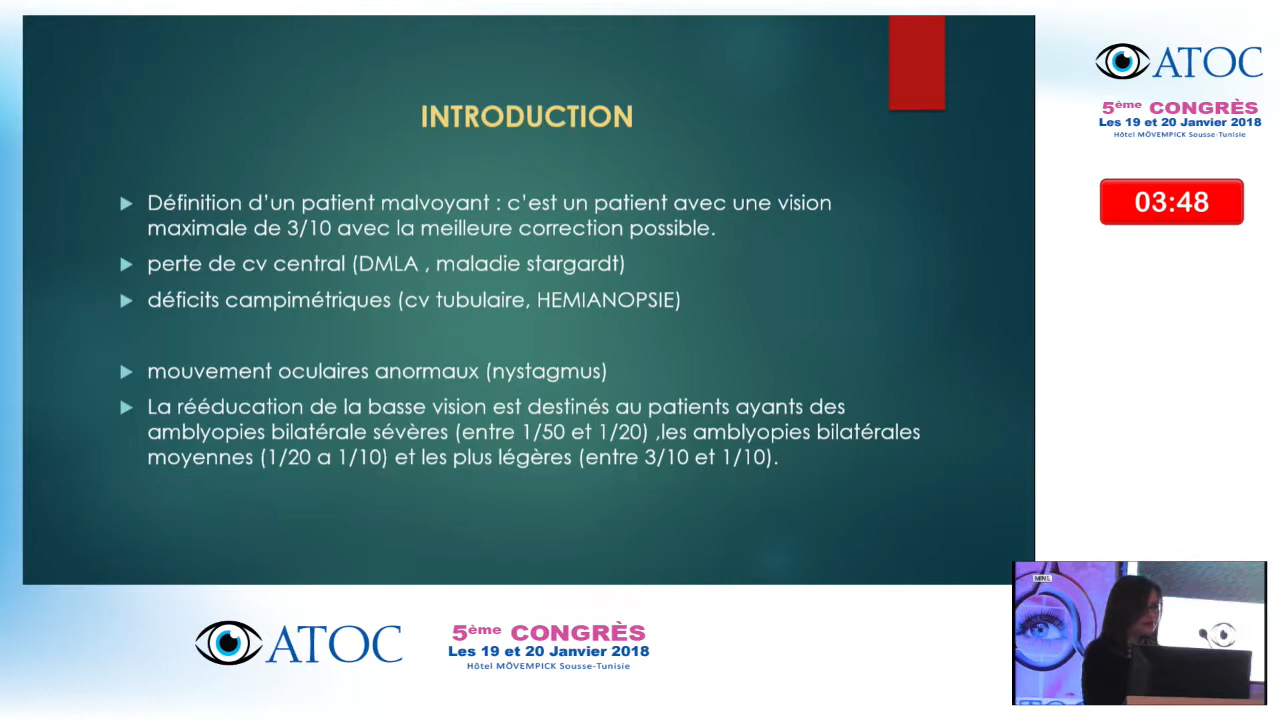 INTRODUCTION
Définition d'un patient malvoyant : c'est un patient avec une vision
maximale de 3/10 avec la meilleure correction possible.
perte de cv central (DMLA , maladie stargardt)
déficits campimétriques (cv tubulaire, HEMIANOPSIE)
mouvement oculaires anormaux (nystagmus)
La rééducation de la basse vision est destinés au patients ayants des
amblyopies bilatérale sévères (entre 1/50 et 1/20) ,les amblyopies bilatérales
moyennes (1/20 a 1/10) et les plus légères (entre 3/10 et 1/10).
ATOC
5ème CONGRÈS
Les 19 et 20 Janvier 2018
Hôtel MÖVEMPICK Sousse-Tunisie
03:48
ATOC
5ème CONGRÈS
Les 19 et 20 Janvier 2018
Hôtel MÖVEMPICK Sousse-Tunisie